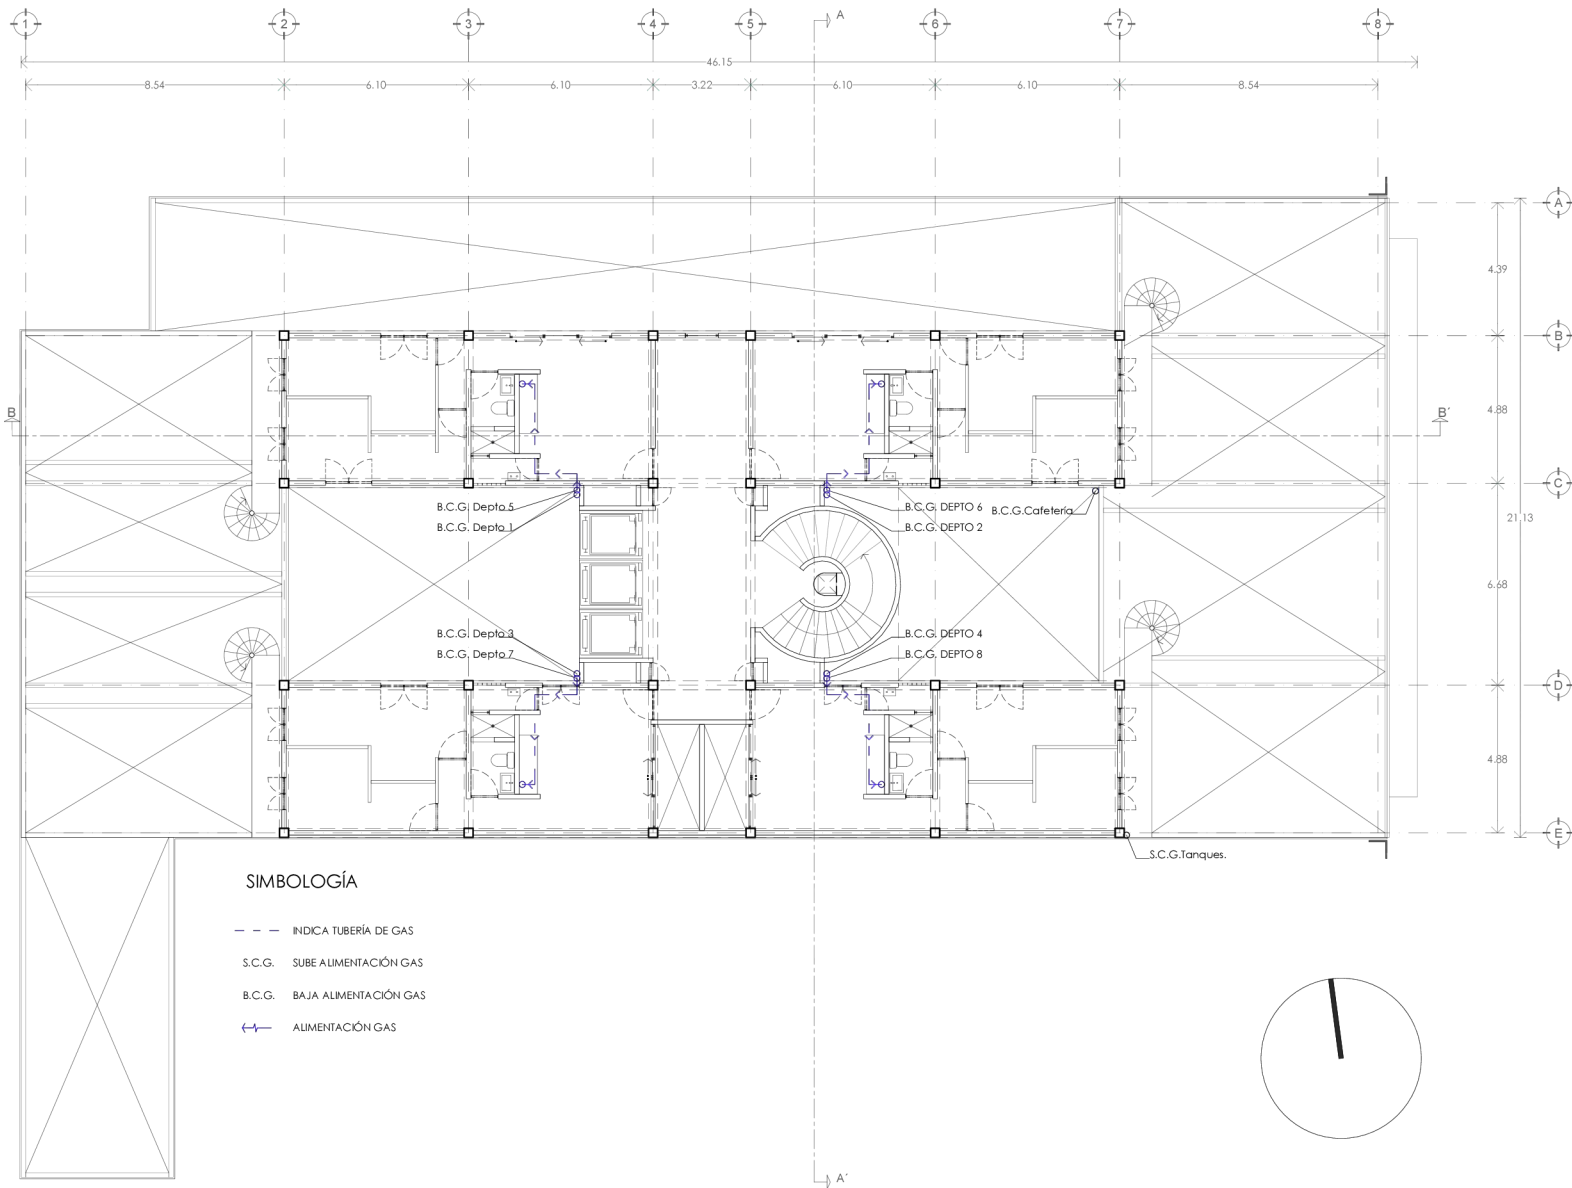 1 2 3 4 5 6 7 8
A
46.15
8.54 6.10 6.10 3.22 6.10 6.10 8.54
A
4.39
B
B B´
4.88
C
B.C.G. Depto 5 B.C.G. DEPTO 6 B.C.G.Cafetería
B.C.G. Depto 1 B.C.G. DEPTO 2
21.13
6.68
B.C.G. Depto 3 B.C.G. DEPTO 4
B.C.G. Depto 7 B.C.G. DEPTO 8
D
4.88
E
S.C.G.Tanques.
SIMBOLOGÍA
INDICA TUBERÍA DE GAS
S.C.G. SUBE ALIMENTACIÓN GAS
B.C.G. BAJA ALIMENTACIÓN GAS
ALIMENTACIÓN GAS
A´